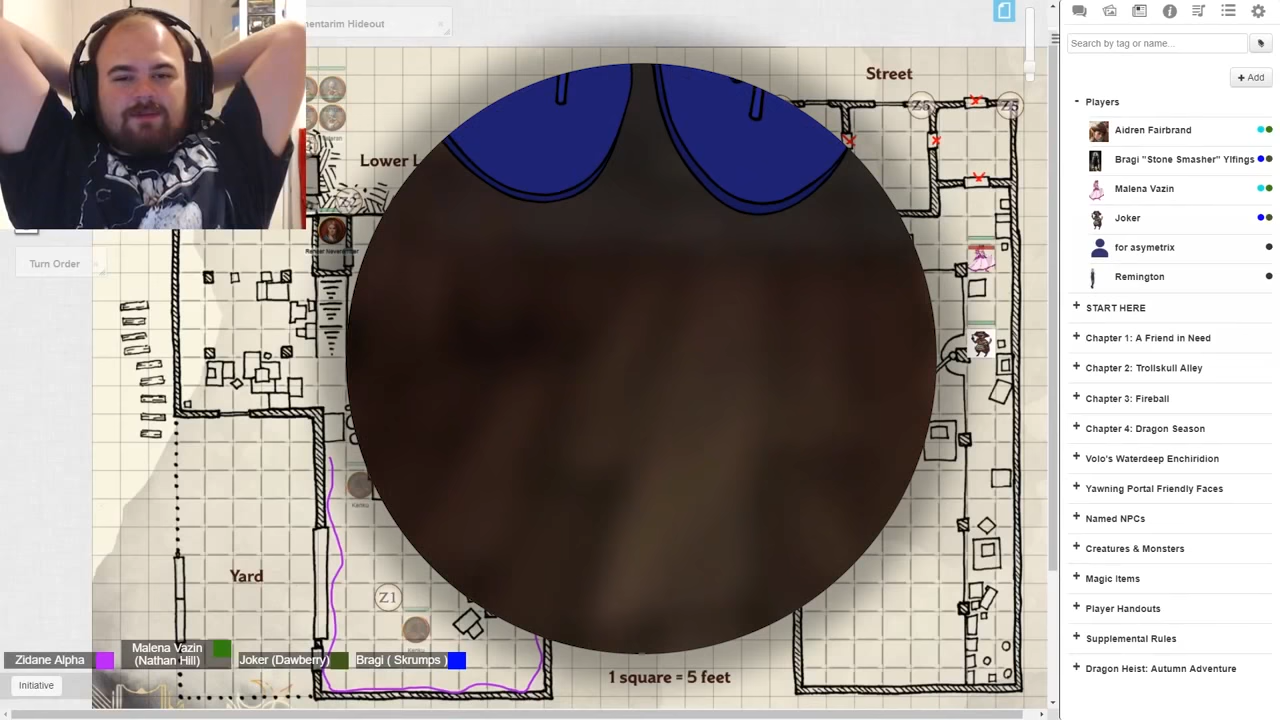 mentarim Hideout
Search by tag or name...
+ Add
Players
Aidren Fairbrand
Bragi "Stone Smasher" Ylfings
Malena Vazin
Joker
for asymetrix
Remington
START HERE
Chapter 1: A Friend in Need
Chapter 2: Trollskull Alley
Chapter 3: Fireball
Chapter 4: Dragon Season
Volo's Waterdeep Enchiridion
Yawning Portal Friendly Faces
Named NPCs
Creatures & Monsters
Magic Items
Player Handouts
Supplemental Rules
Dragon Heist: Autumn Adventure
Street
Z5
Z5
Lower L
Turn Order
Yard
Z1
1 square = 5 feet
Zidane Alpha
Malena Vazin
(Nathan Hill)
Joker (Dawberry)
Bragi ( Skrumps )
Initiative